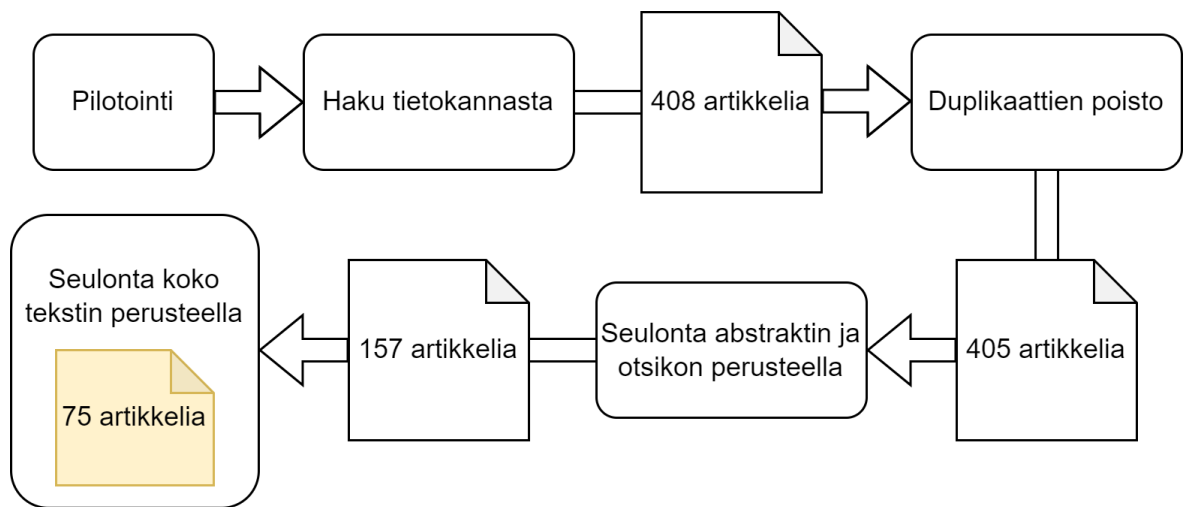 Pilotointi
Haku tietokannasta
408 artikkelia
Duplikaattien poisto
405 artikkelia
Seulonta abstraktin ja
otsikon perusteella
157 artikkelia
Seulonta koko
tekstin perusteella
75 artikkelia